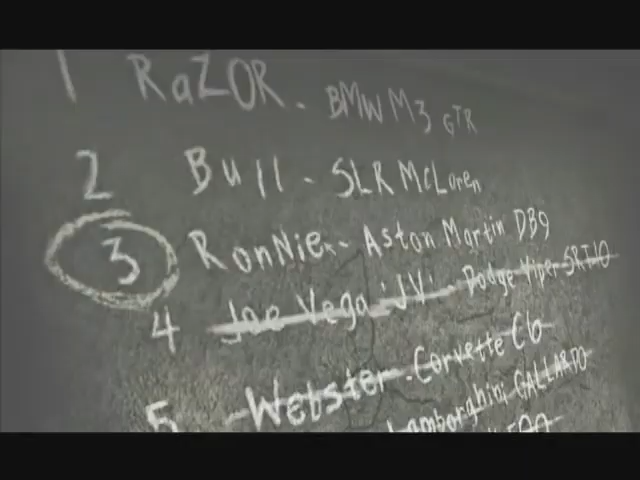 1 RaZOR - BMW M3 GTR
2 Bull - SLR McLoren
3 RonNie - Aston Martin DB9
4 Joe Vega "JV" - Dodge Viper SRT10
5 Webster - Corvette C6
Lamborghini GALLARDO